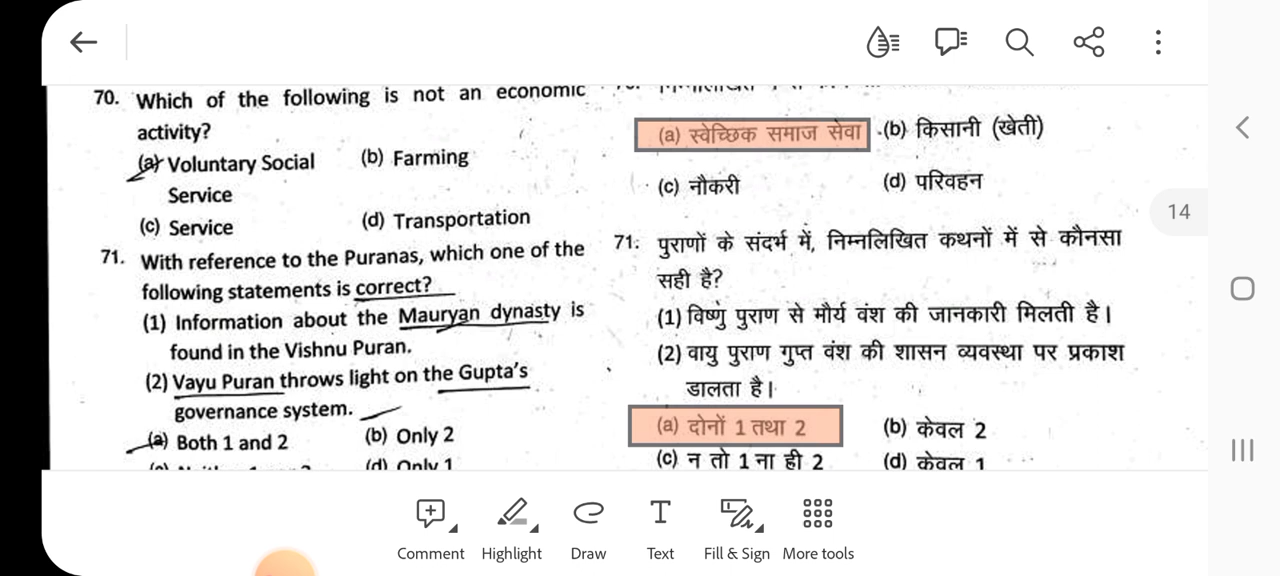 70. Which of the following is not an economic
activity?
(a) Voluntary Social
Service
(b) Farming
(c) Service
(d) Transportation
71. With reference to the Puranas, which one of the
following statements is correct?
(1) Information about the Mauryan dynasty is
found in the Vishnu Puran.
(2) Vayu Puran throws light on the Gupta's
governance system.
(a) Both 1 and 2
(b) Only 2
(d) Only 1
(a) स्वेच्छिक समाज सेवा
(b) किसानी (खेती)
(c) नौकरी
(d) परिवहन
71. पुराणों के संदर्भ में, निम्नलिखित कथनों में से कौनसा
सही है?
(1) विष्णु पुराण से मौर्य वंश की जानकारी मिलती है।
(2) वायु पुराण गुप्त वंश की शासन व्यवस्था पर प्रकाश
डालता है।
(a) दोनों 1 तथा 2
(b) केवल 2
(c) न तो 1 ना ही 2
(d) केवल 1
14
Comment
Highlight
Draw
T
Text
Fill & Sign
More tools